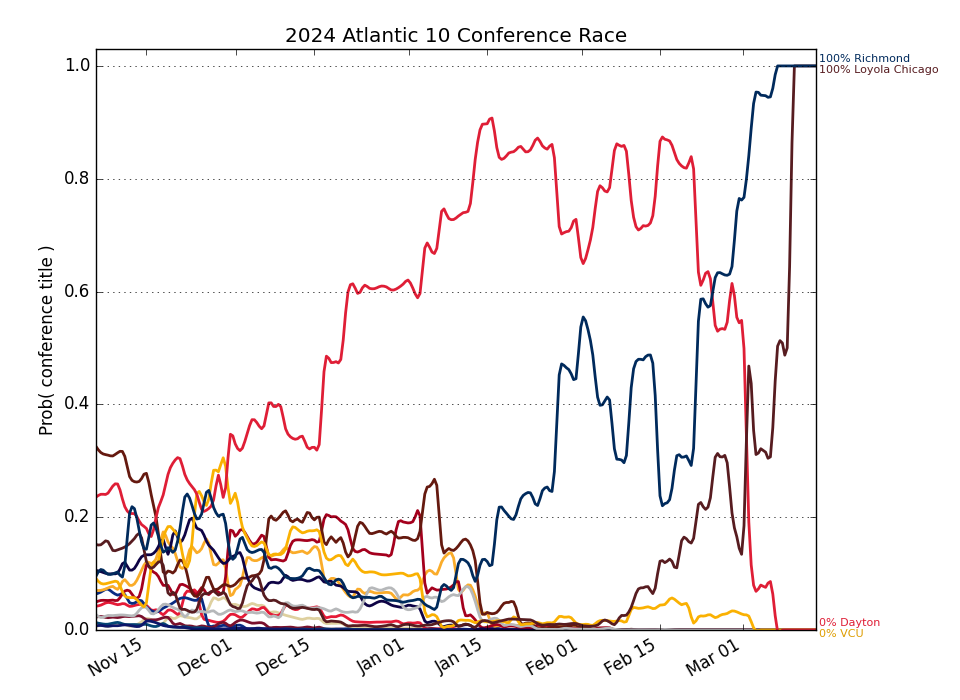 2024 Atlantic 10 Conference Race
Prob( conference title )
1.0
0.8
0.6
0.4
0.2
0.0
Nov 15
Dec 01
Dec 15
Jan 01
Jan 15
Feb 01
Feb 15
Mar 01
100% Richmond
100% Loyola Chicago
0% Dayton
0% VCU